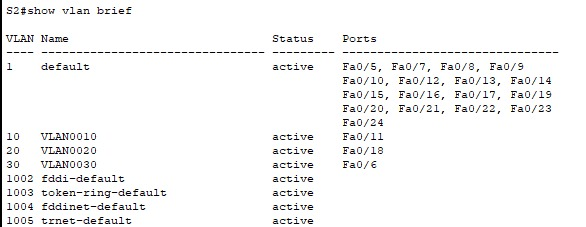 S2#show vlan brief
VLAN Name                             Status    Ports
---- -------------------------------- --------- -------------------------------
1    default                          active    Fa0/5, Fa0/7, Fa0/8, Fa0/9
                                                Fa0/10, Fa0/12, Fa0/13, Fa0/14
                                                Fa0/15, Fa0/16, Fa0/17, Fa0/19
                                                Fa0/20, Fa0/21, Fa0/22, Fa0/23
                                                Fa0/24
10   VLAN0010                         active    Fa0/11
20   VLAN0020                         active    Fa0/18
30   VLAN0030                         active    Fa0/6
1002 fddi-default                     active
1003 token-ring-default               active
1004 fddinet-default                  active
1005 trnet-default                    active